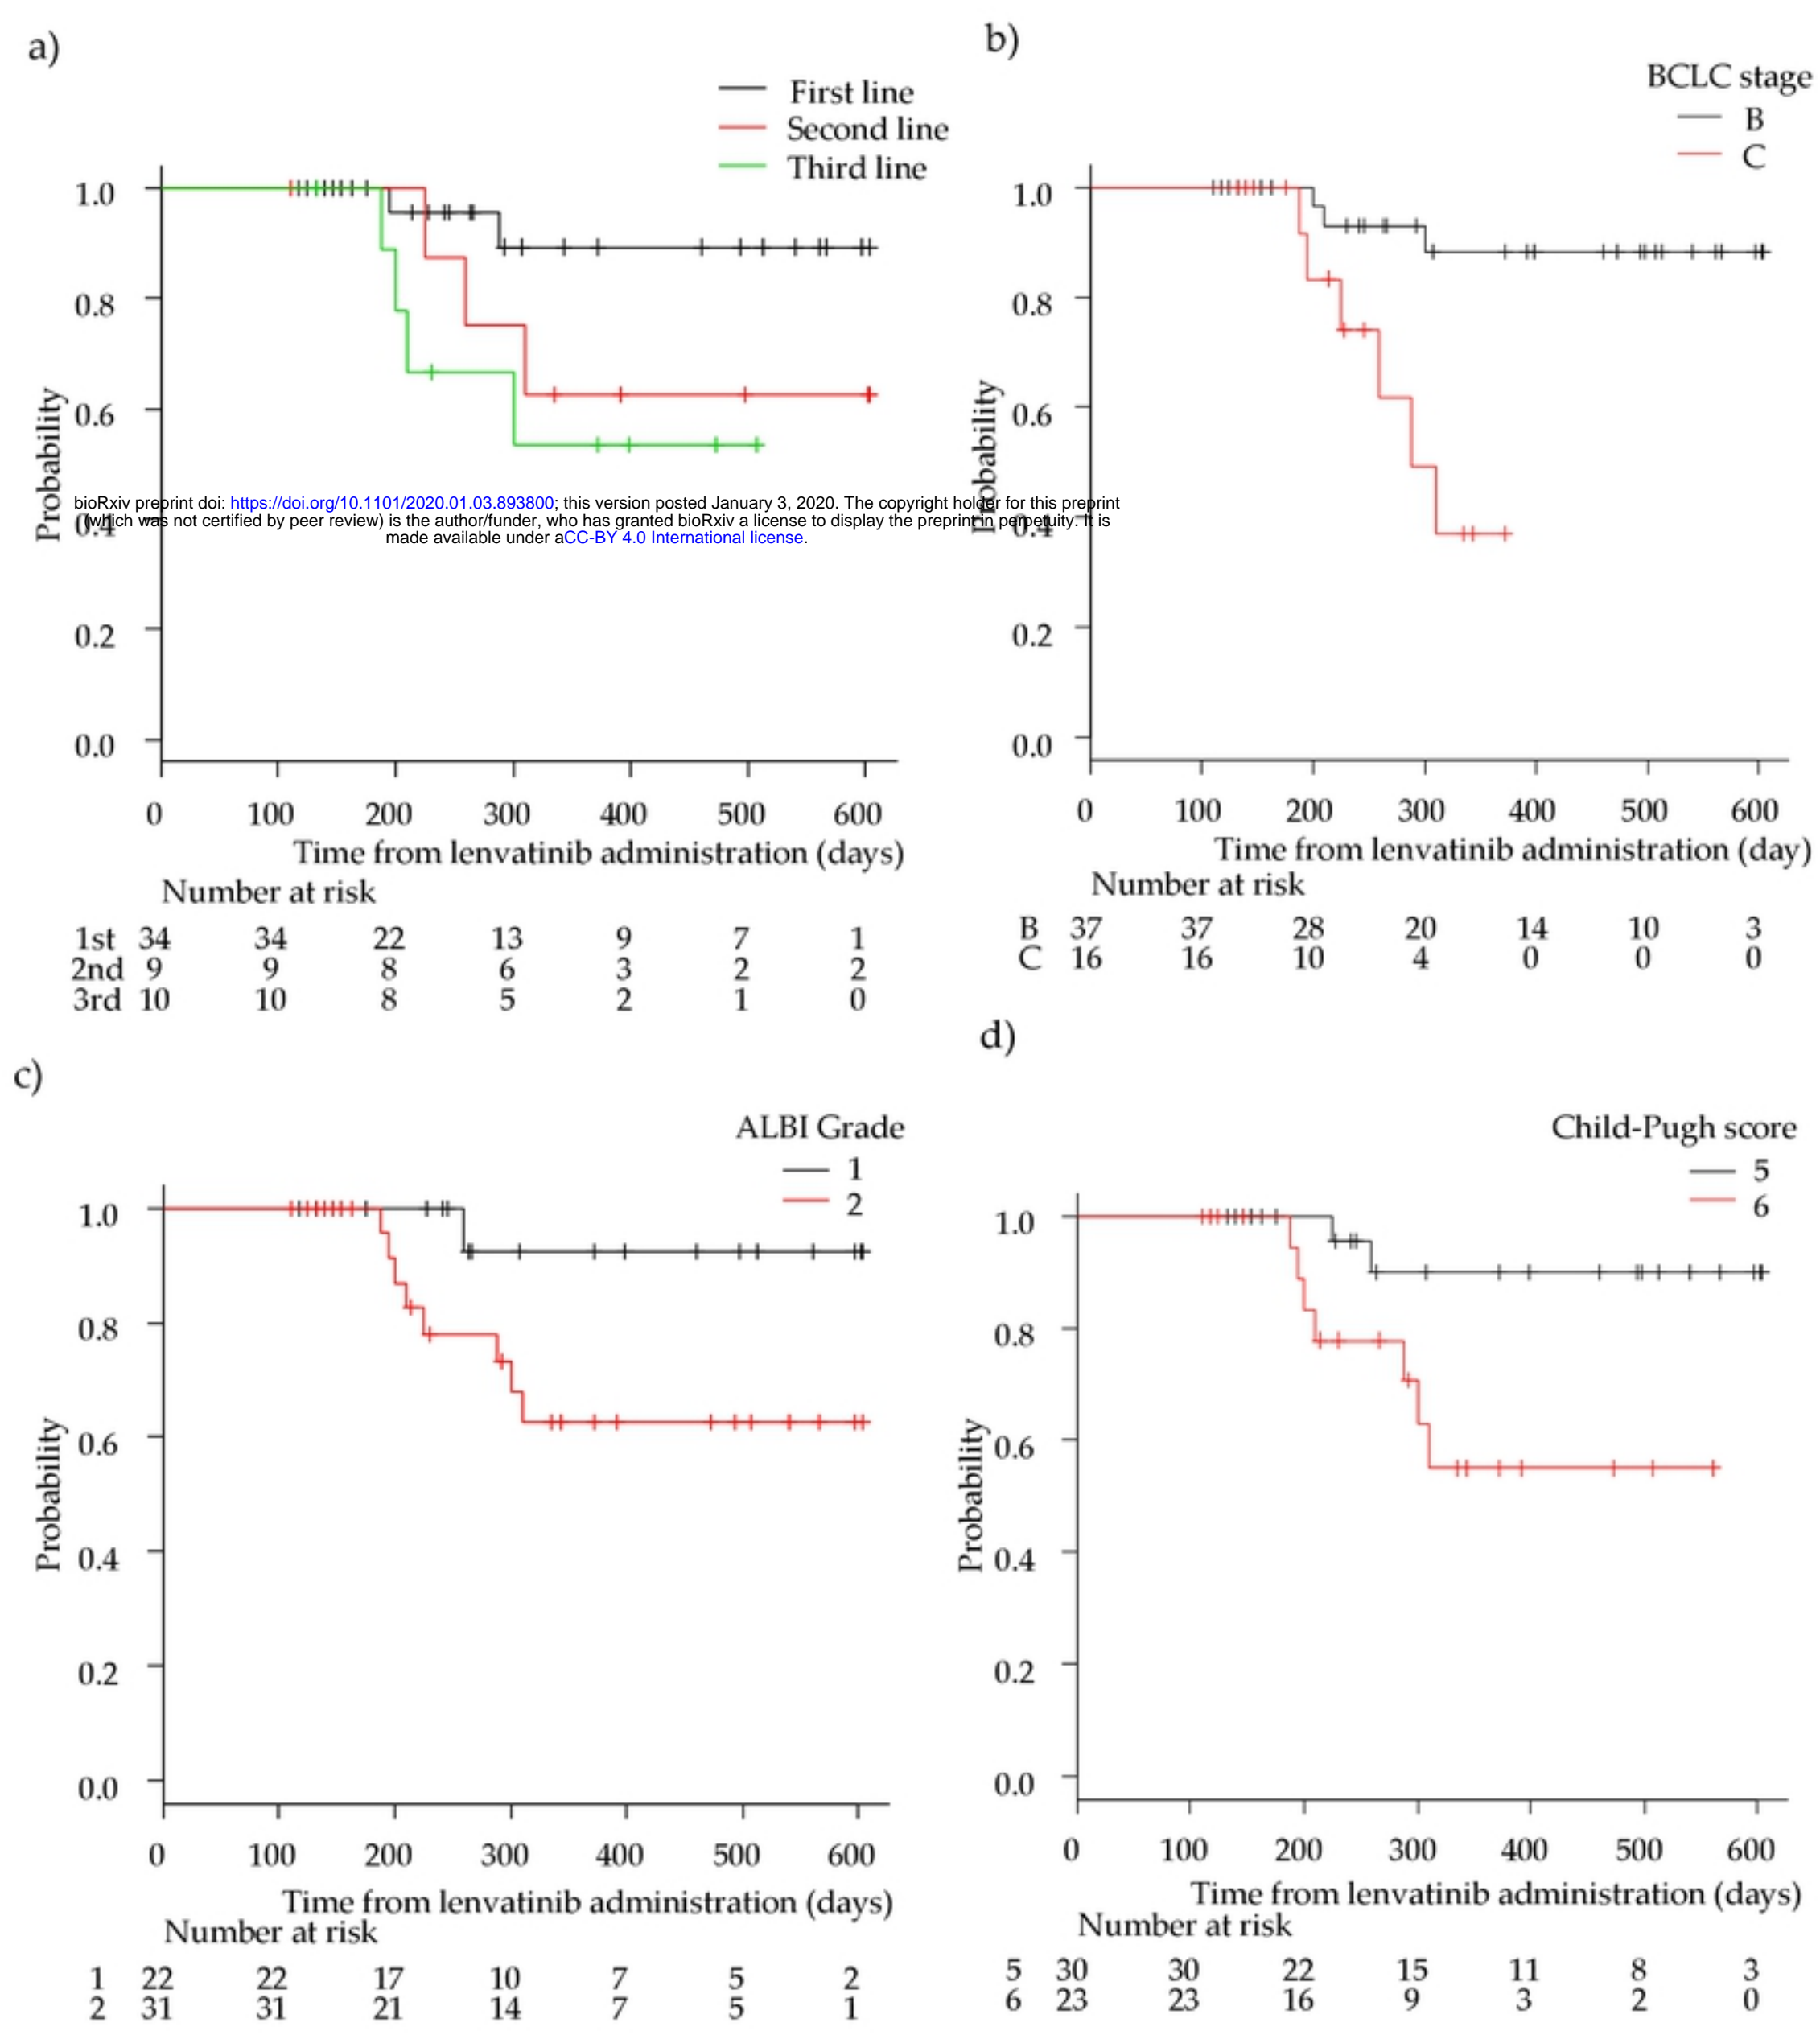 a)
First line
Second line
Third line
1.0
0.8
0.6
0.4
0.2
0.0
Probability
0 100 200 300 400 500 600
Time from lenvatinib administration (days)
Number at risk
1st 34 34 22 13 9 7 1
2nd 9 9 8 6 3 2 2
3rd 10 10 8 5 2 1 0
b)
BCLC stage
B
C
1.0
0.8
0.6
0.4
0.2
0.0
Probability
0 100 200 300 400 500 600
Time from lenvatinib administration (day)
Number at risk
B 37 37 28 20 14 10 3
C 16 16 10 4 0 0 0
bioRxiv preprint doi: https://doi.org/10.1101/2020.01.03.893800; this version posted January 3, 2020. The copyright holder for this preprint
(which was not certified by peer review) is the author/funder, who has granted bioRxiv a license to display the preprint in perpetuity. It is
made available under aCC-BY 4.0 International license.
c)
ALBI Grade
1
2
1.0
0.8
0.6
0.4
0.2
0.0
Probability
0 100 200 300 400 500 600
Time from lenvatinib administration (days)
Number at risk
1 22 22 17 10 7 5 2
2 31 31 21 14 7 5 1
d)
Child-Pugh score
5
6
1.0
0.8
0.6
0.4
0.2
0.0
Probability
0 100 200 300 400 500 600
Time from lenvatinib administration (days)
Number at risk
5 30 30 22 15 11 8 3
6 23 23 16 9 3 2 0